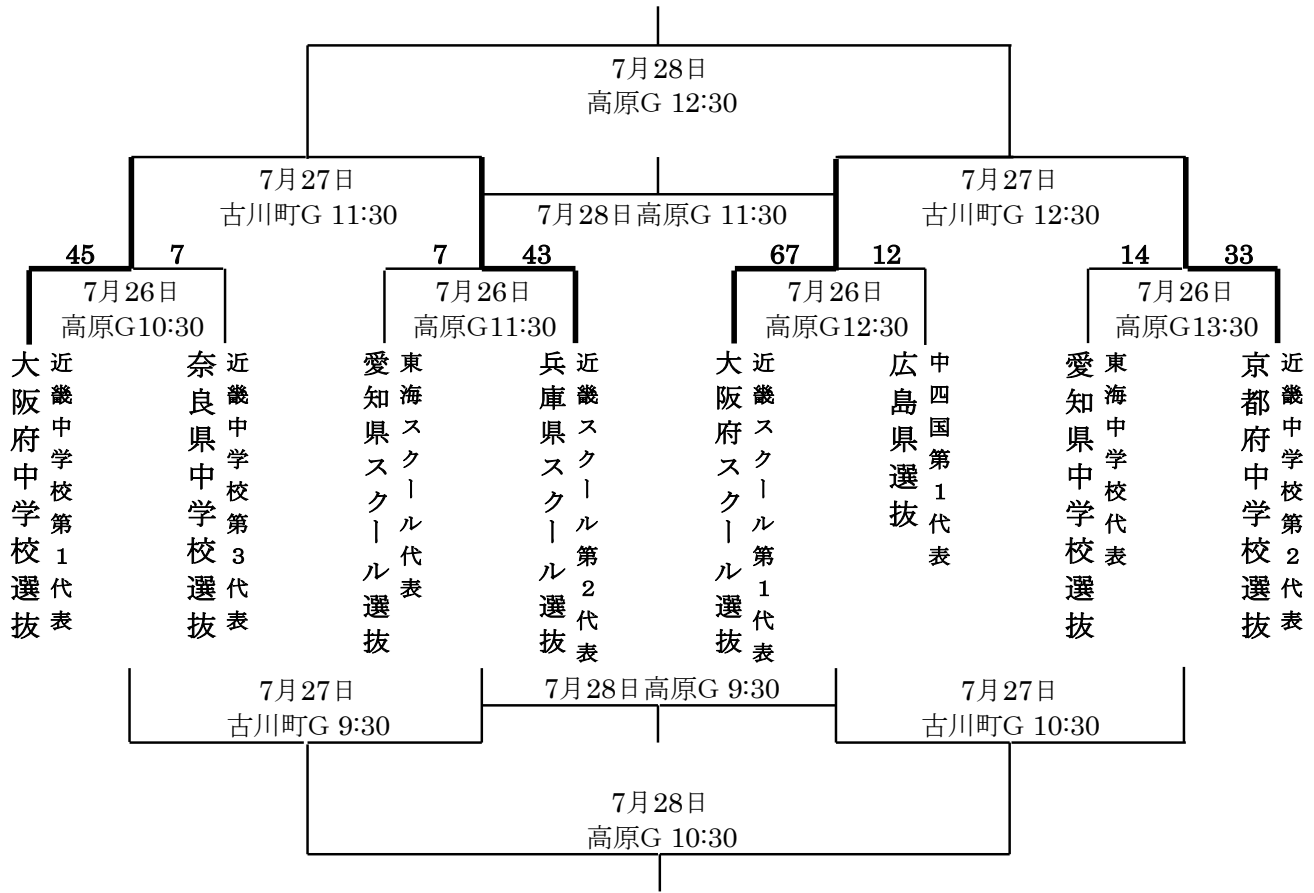 7月28日
高原G 12:30
7月27日
古川町G 11:30
7月28日高原G 11:30
7月27日
古川町G 12:30
45 7
7 43
67 12
14 33
7月26日
高原G10:30
7月26日
高原G11:30
7月26日
高原G12:30
7月26日
高原G13:30
大阪府中学校選抜
近畿中学校第1代表
奈良県中学校選抜
近畿中学校第3代表
愛知県スクール選抜
東海スクール代表
兵庫県スクール選抜
近畿スクール第2代表
大阪府スクール選抜
近畿スクール第1代表
広島県選抜
中四国第1代表
愛知県中学校選抜
東海中学校代表
京都府中学校選抜
近畿中学校第2代表
7月27日
古川町G 9:30
7月28日高原G 9:30
7月27日
古川町G 10:30
7月28日
高原G 10:30